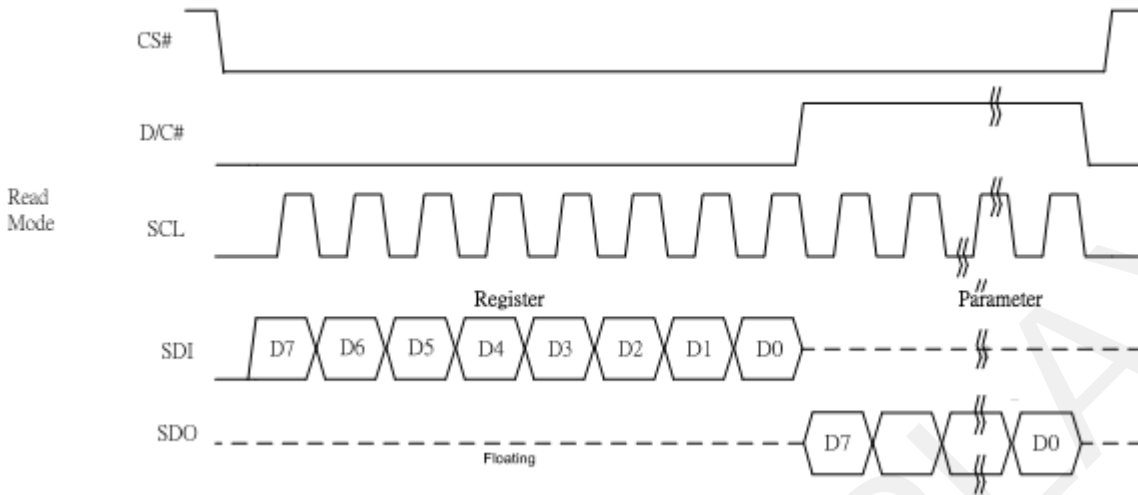 CS#
D/C#
Read
Mode
SCL
Register
Parameter
SDI
D7 D6 D5 D4 D3 D2 D1 D0
SDO
D7
D0
Floating